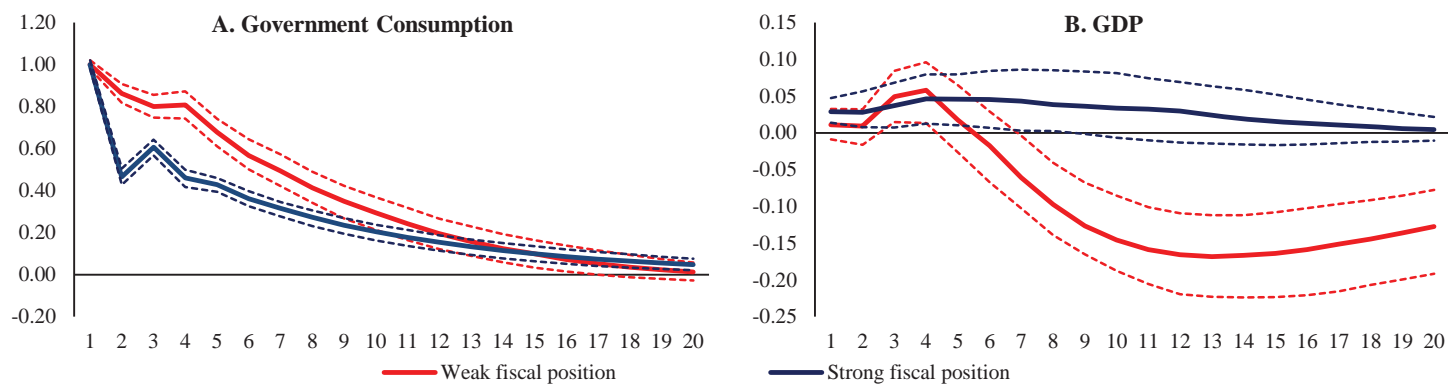 A. Government Consumption
1.20
1.00
0.80
0.60
0.40
0.20
0.00
-0.20
1 2 3 4 5 6 7 8 9 10 11 12 13 14 15 16 17 18 19 20
B. GDP
0.15
0.10
0.05
0.00
-0.05
-0.10
-0.15
-0.20
-0.25
1 2 3 4 5 6 7 8 9 10 11 12 13 14 15 16 17 18 19 20
Weak fiscal position
Strong fiscal position